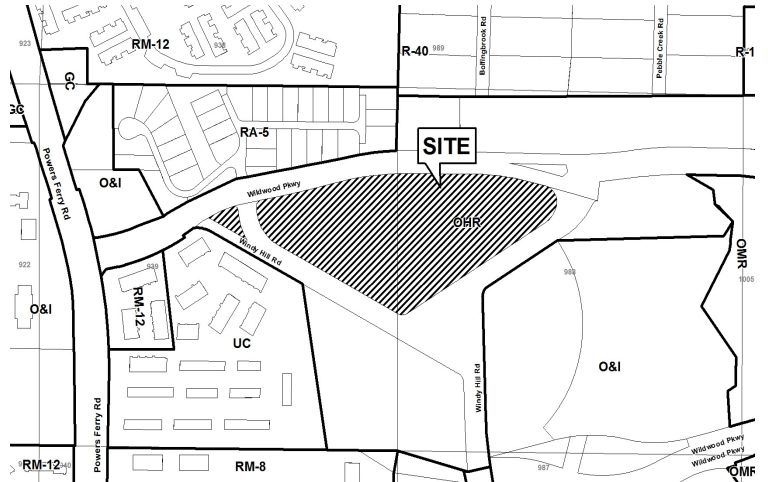 923
RM-12
938
R-40
989
Boffingbrook Rd
Pebble Creek Rd
R-1
GC
GC
RA-5
SITE
Powers Ferry Rd
O&I
Wildwood Pkwy
OHR
Windy Hill Rd
922
939
RM-12
O&I
UC
988
OMR
1005
O&I
Windy Hill Rd
Powers Ferry Rd
Wildwood Pkwy
Wildwood Pkwy
RM-12
940
RM-8
987
OMR